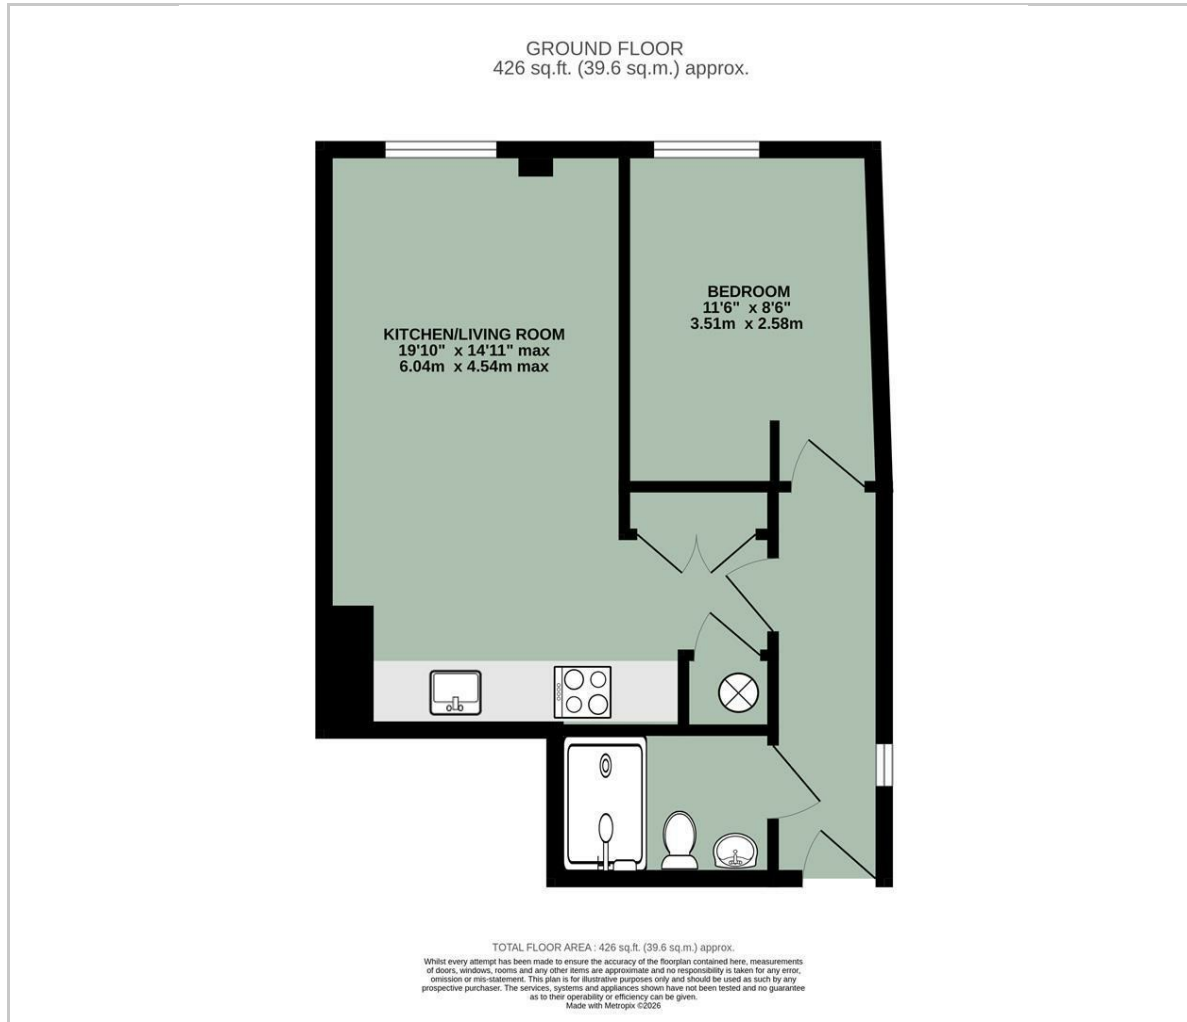 GROUND FLOOR
426 sq.ft. (39.6 sq.m.) approx.
BEDROOM
11'6" x 8'6"
3.51m x 2.58m
KITCHEN/LIVING ROOM
19'10" x 14'11" max
6.04m x 4.54m max
TOTAL FLOOR AREA : 426 sq.ft. (39.6 sq.m.) approx.
Whilst every attempt has been made to ensure the accuracy of the floorplan contained here, measurements
of doors, windows, rooms and any other items are approximate and no responsibility is taken for any error,
omission or mis-statement. This plan is for illustrative purposes only and should be used as such by any
prospective purchaser. The services, systems and appliances shown have not been tested and no guarantee
as to their operability or efficiency can be given.
Made with Metropix ©2026